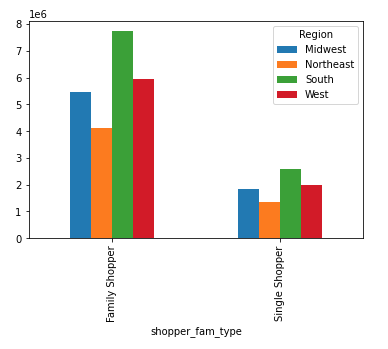 1e6
8
7
6
5
4
3
2
1
0
Region
Midwest
Northeast
South
West
Family Shopper
Single Shopper
shopper_fam_type